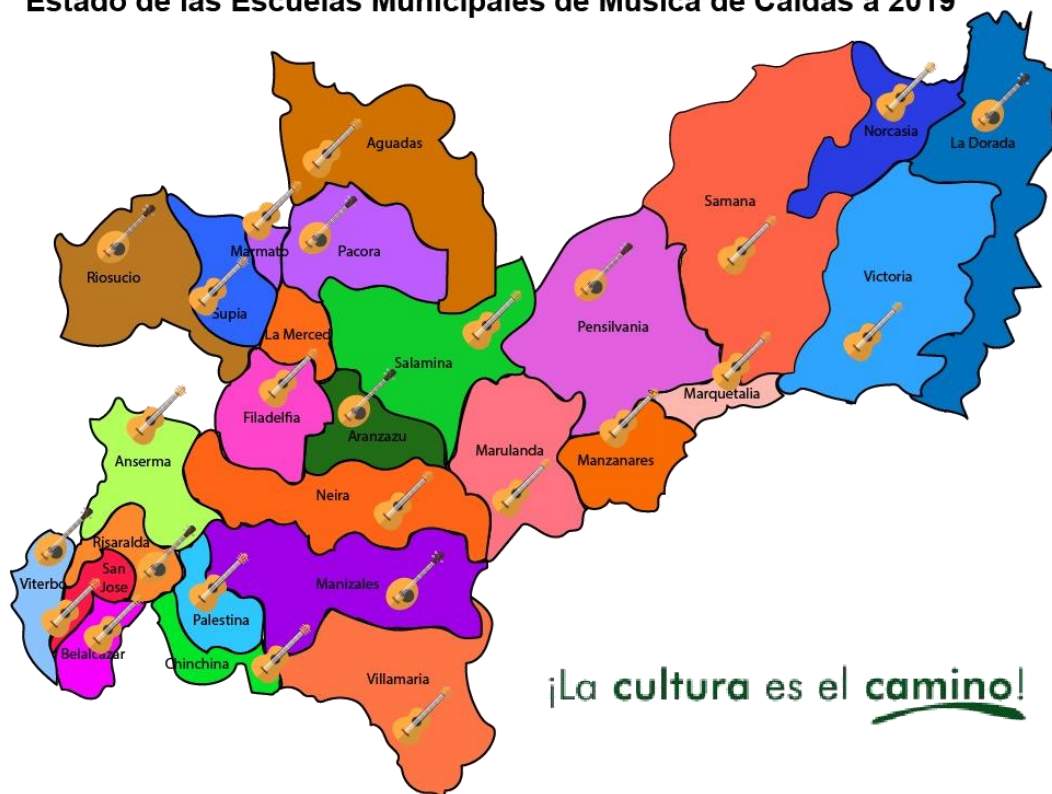 Estado de las Escuelas Municipales de Música de Caldas a 2019
Aguadas
Norcasia
La Dorada
Samana
Marmato
Pacora
Riosucio
Victoria
Supia
La Merced
Pensilvania
Salamina
Marquetalia
Filadelfia
Aranzazu
Marulanda
Manzanares
Anserma
Neira
Risaralda
San
Jose
Viterbo
Manizales
Palestina
Belalcazar
Chinchina
Villamaria
¡La cultura es el camino!